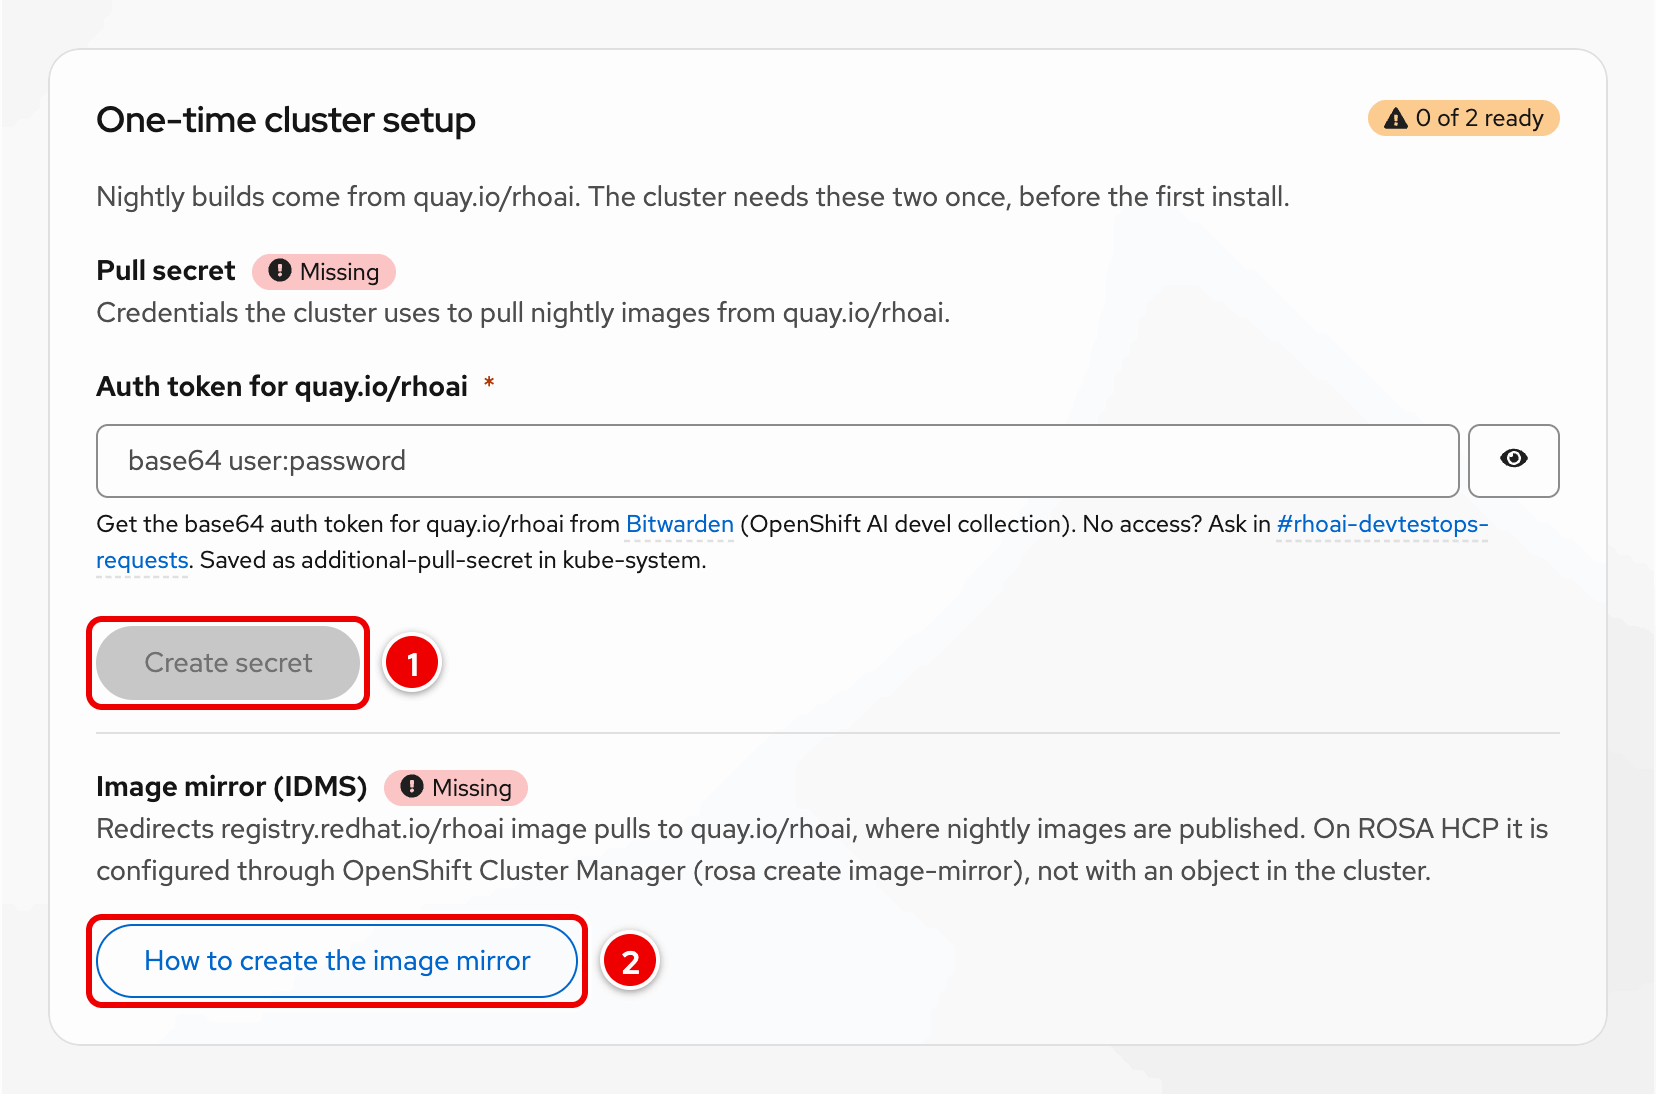 One-time cluster setup
0 of 2 ready
Nightly builds come from quay.io/rhoai. The cluster needs these two once, before the first install.
Pull secret
Missing
Credentials the cluster uses to pull nightly images from quay.io/rhoai.
Auth token for quay.io/rhoai *
base64 user:password
Get the base64 auth token for quay.io/rhoai from Bitwarden (OpenShift AI devel collection). No access? Ask in #rhoai-devtestops-
requests. Saved as additional-pull-secret in kube-system.
Create secret
1
Image mirror (IDMS)
Missing
Redirects registry.redhat.io/rhoai image pulls to quay.io/rhoai, where nightly images are published. On ROSA HCP it is
configured through OpenShift Cluster Manager (rosa create image-mirror), not with an object in the cluster.
How to create the image mirror
2